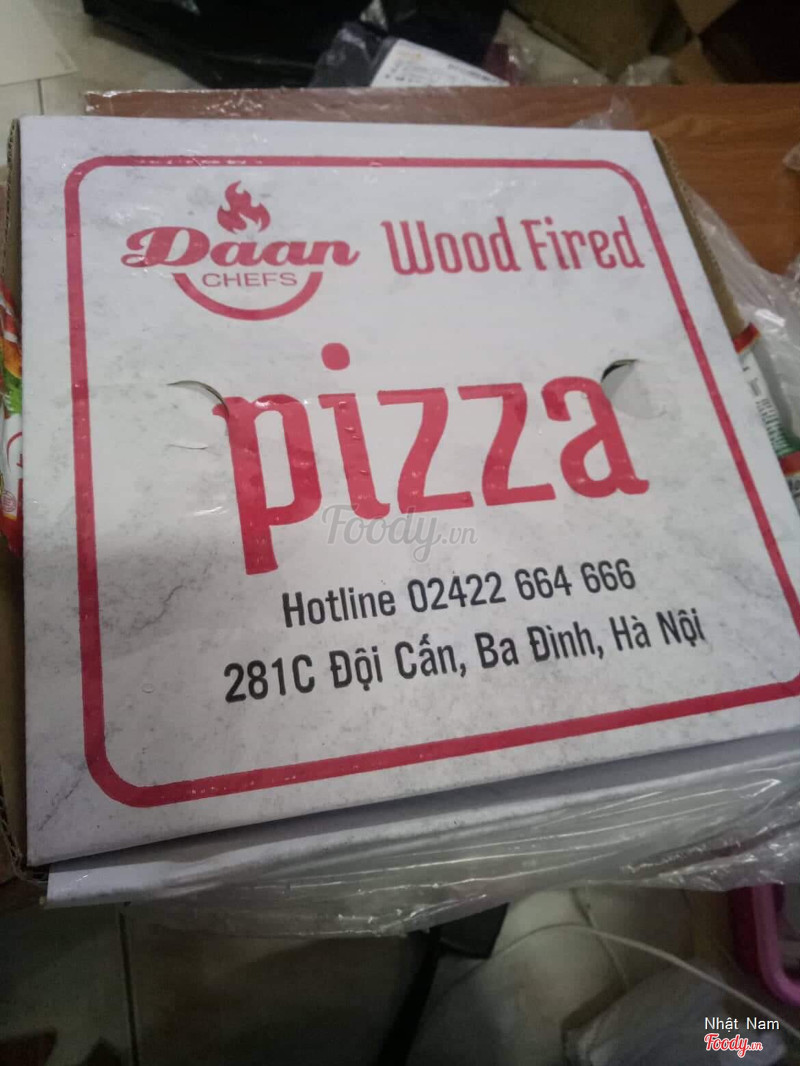 Daan
CHEFS
Wood Fired
pizza
Foody.vn
Hotline 02422 664 666
281C Đội Cấn, Ba Đình, Hà Nội
Nhật Nam
Foody.vn